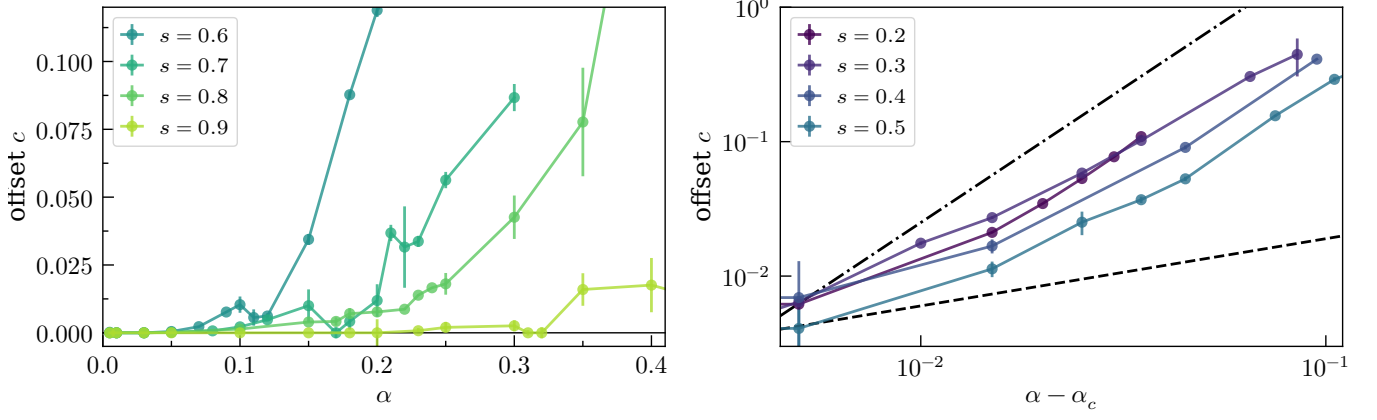 offset c
0.100
0.075
0.050
0.025
0.000
s = 0.6
s = 0.7
s = 0.8
s = 0.9
0.0
0.1
0.2
0.3
0.4
α
offset c
10⁰
10⁻¹
10⁻²
s = 0.2
s = 0.3
s = 0.4
s = 0.5
10⁻²
10⁻¹
α − α_c